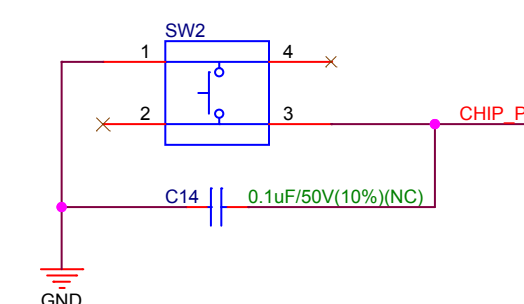 SW2
1
4
2
3
CHIP_P
C14
0.1uF/50V(10%)(NC)
GND